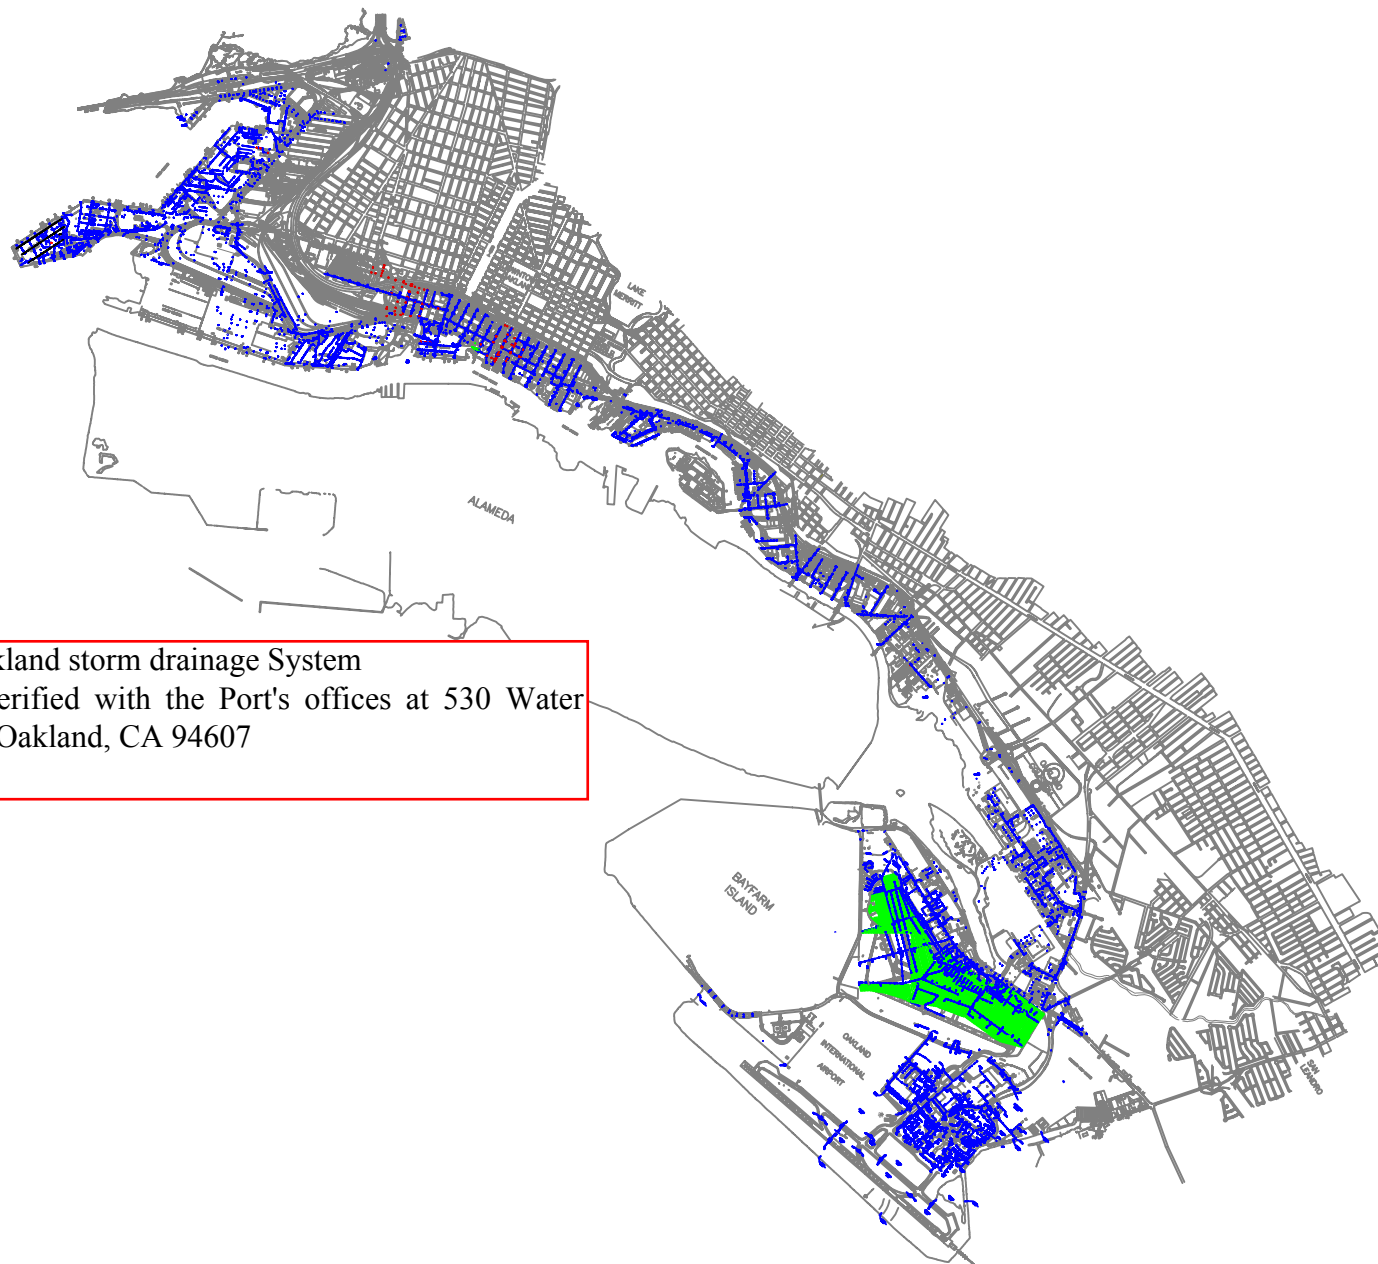 LAKE
MERRITT
ALAMEDA
kland storm drainage System
erified with the Port's offices at 530 Water
Oakland, CA 94607
BAYFARM
ISLAND
OAKLAND
INTERNATIONAL
AIRPORT
SAN
LEANDRO